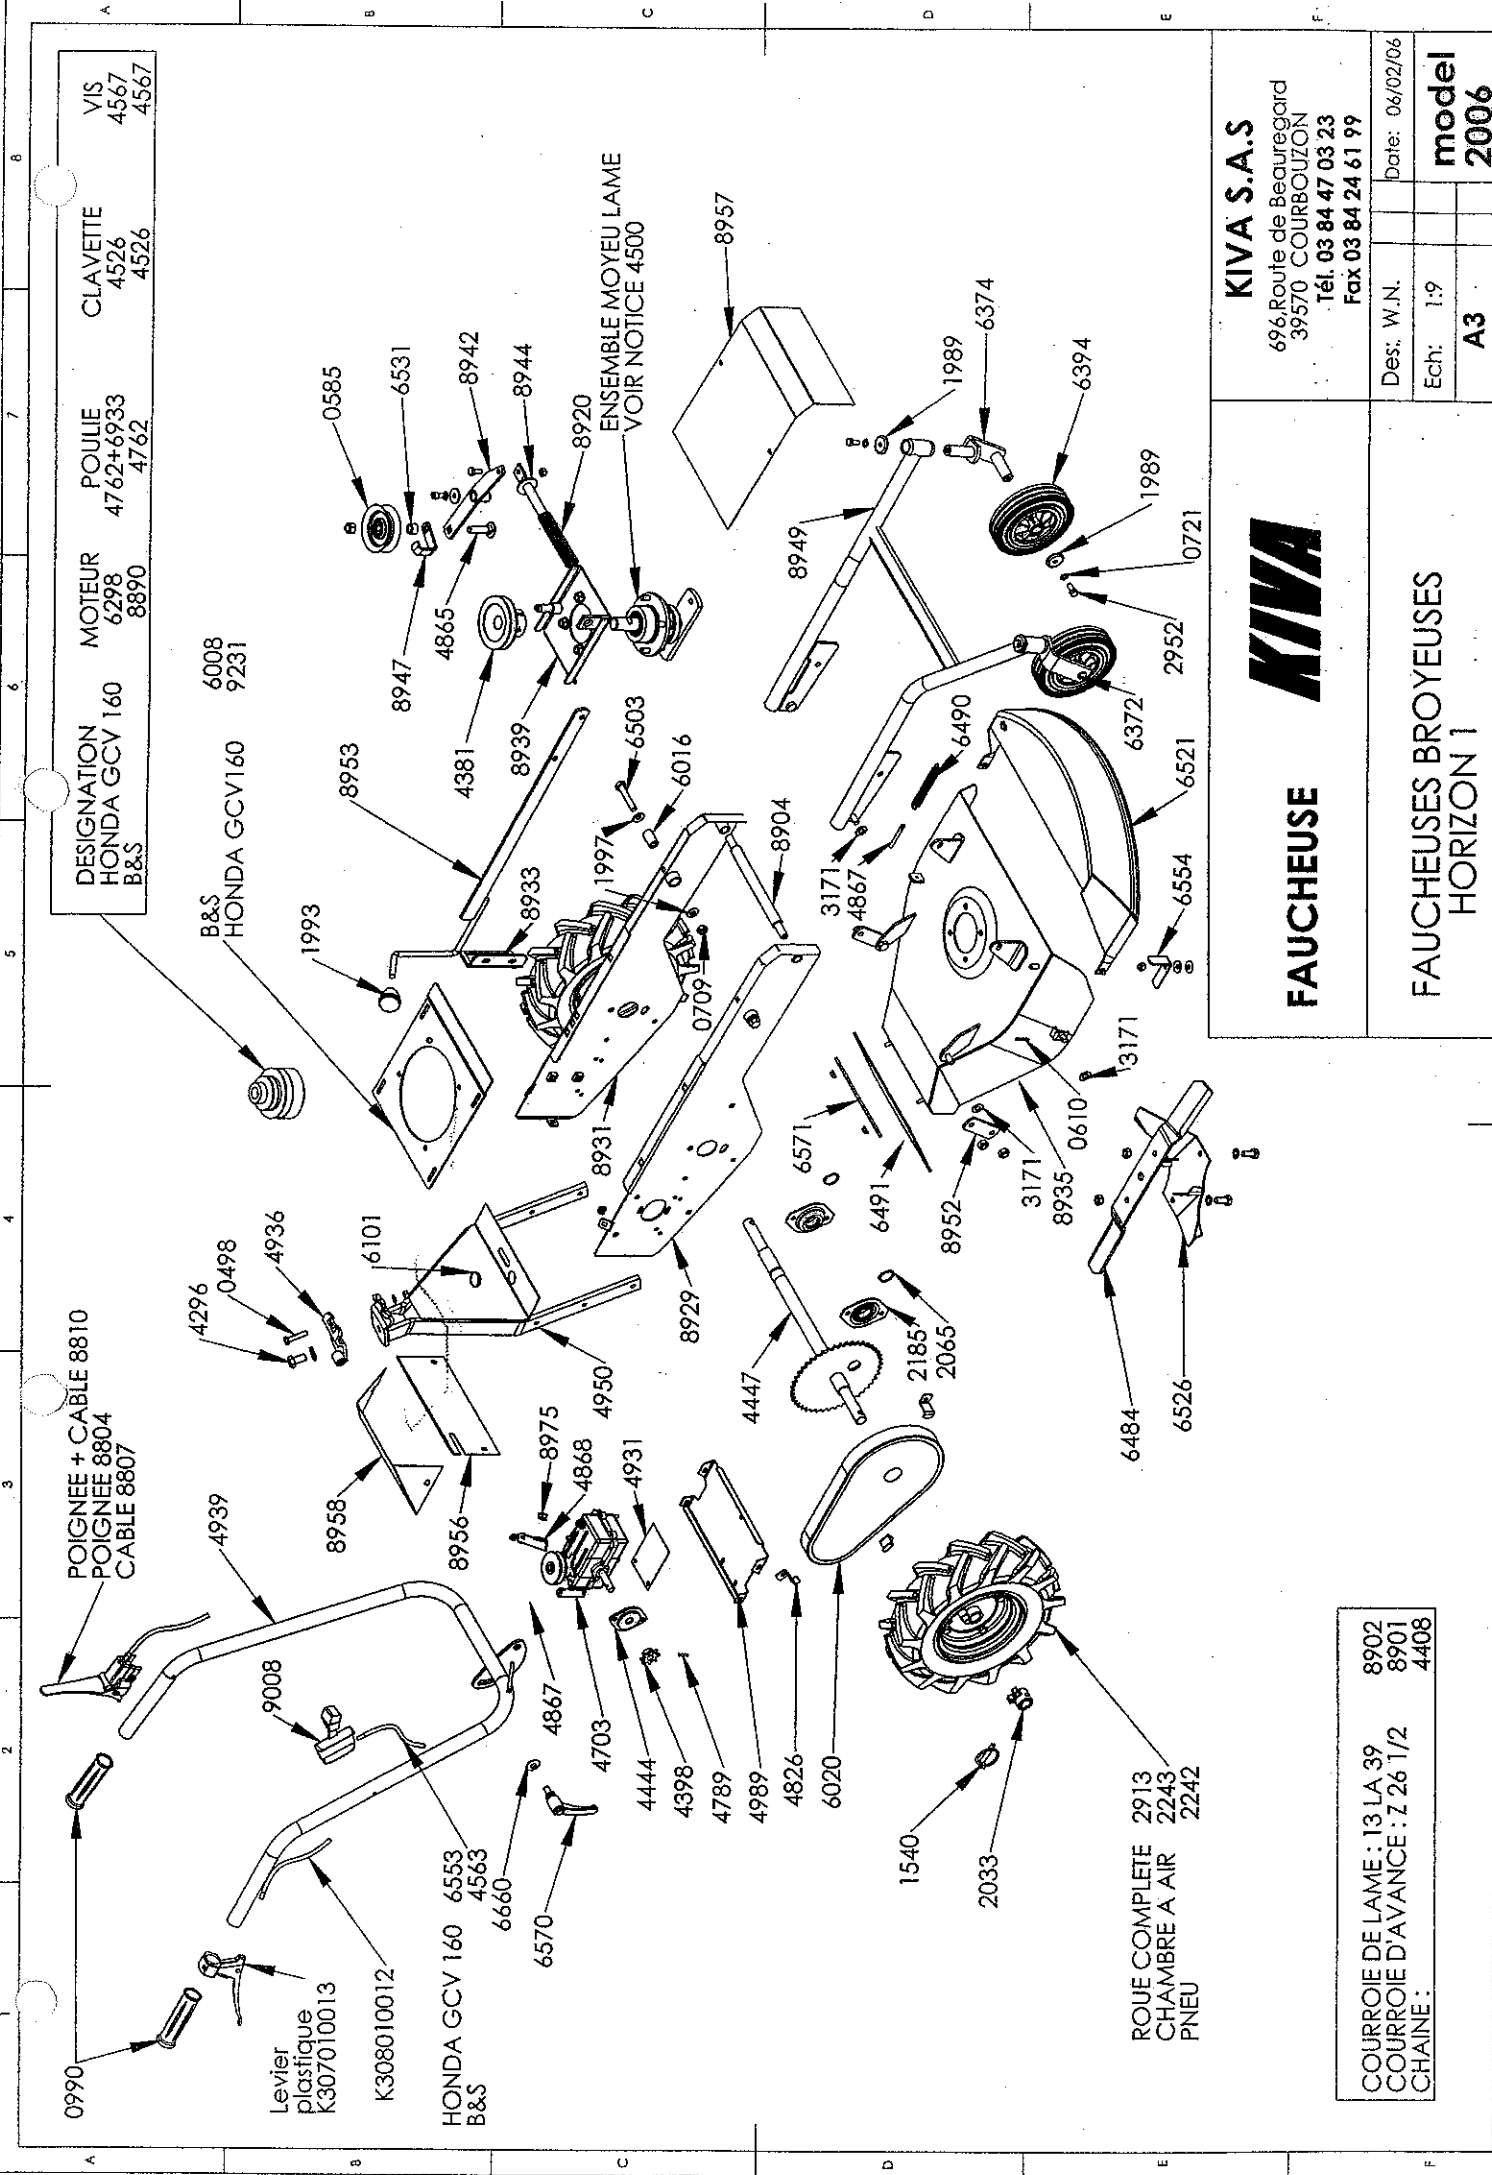 DESIGNATION MOTEUR POULIE CLAVETTE VIS
HONDA GCV 160 6298 4762+6933 4526 4567
B&S 8890 4762 4526 4567
POIGNEE + CABLE 8810
POIGNEE 8804
CABLE 8807
0990
4939
9008
Levier
plastique
K307010013
K308010012
HONDA GCV 160 6553
B&S 4563
6660
6570
4296
0498
4936
6101
8958
8956
4950
B&S 6008
HONDA GCV160 9231
1993
8953
8933
0585
6531
8942
8944
8920
8947
4865
4381
8939
ENSEMBLE MOYEU LAME
VOIR NOTICE 4500
8957
6503
6016
1997
0709
8904
8931
8929
8975
4868
4931
4867
4703
4444
4398
4789
4989
4826
6020
4447
2185
2065
6571
6491
8952
3171
8935
0610
3171
3171
4867
6490
8949
1989
6374
6394
1989
0721
2952
6372
6521
6554
6484
6526
1540
2033
ROUE COMPLETE 2913
CHAMBRE A AIR 2243
PNEU 2242
COURROIE DE LAME : 13 LA 39 8902
COURROIE D'AVANCE : Z 26 1/2 8901
CHAINE : 4408
FAUCHEUSE
KIVA
FAUCHEUSES BROYEUSES
HORIZON 1
KIVA S.A.S
696,Route de Beauregard
39570 COURBOUZON
Tél. 03 84 47 03 23
Fax 03 84 24 61 99
Des: W.N.
Date: 06/02/06
Ech: 1:9
A3
model
2006
1
2
3
4
5
6
7
8
A
B
C
D
E
F
A
B
C
D
E
F